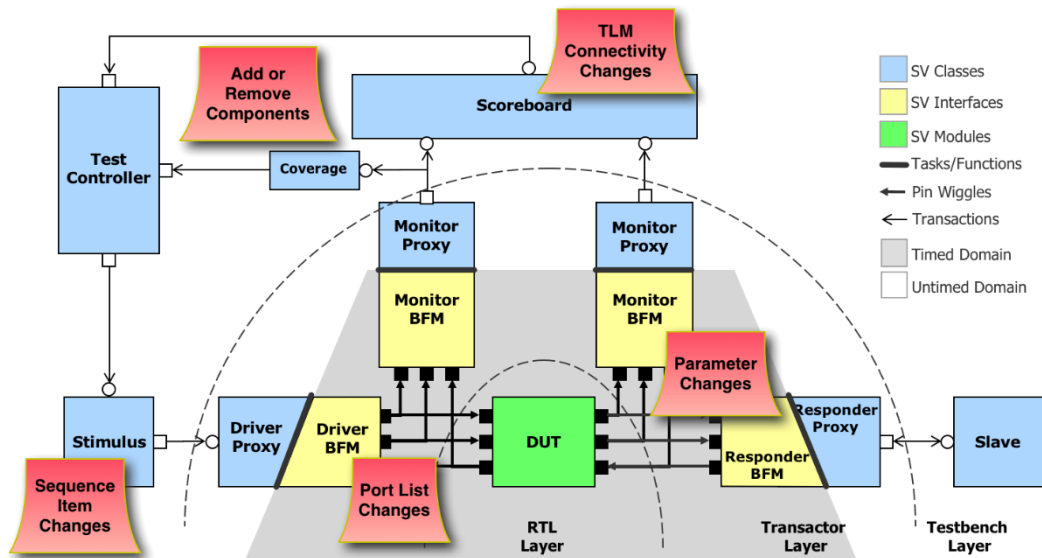 TLM
Connectivity
Changes
Add or
Remove
Components
Scoreboard
Test
Controller
Coverage
SV Classes
SV Interfaces
SV Modules
Tasks/Functions
Pin Wiggles
Transactions
Timed Domain
Untimed Domain
Monitor
Proxy
Monitor
Proxy
Monitor
BFM
Monitor
BFM
Parameter
Changes
Stimulus
Driver
Proxy
Driver
BFM
DUT
Responder
Proxy
Responder
BFM
Slave
Sequence
Item
Changes
Port List
Changes
RTL
Layer
Transactor
Layer
Testbench
Layer